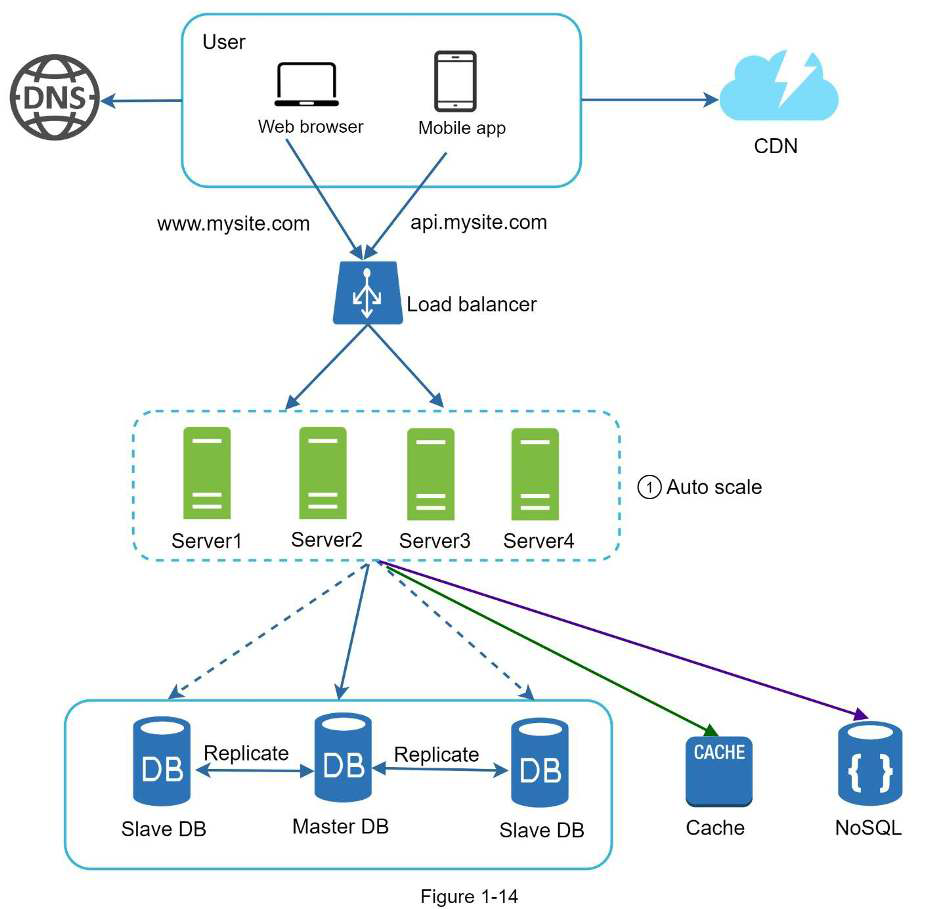 User
DNS
Web browser
Mobile app
CDN
www.mysite.com
api.mysite.com
Load balancer
1 Auto scale
Server1
Server2
Server3
Server4
DB
Replicate
DB
Replicate
DB
Slave DB
Master DB
Slave DB
CACHE
Cache
{ }
NoSQL
Figure 1-14